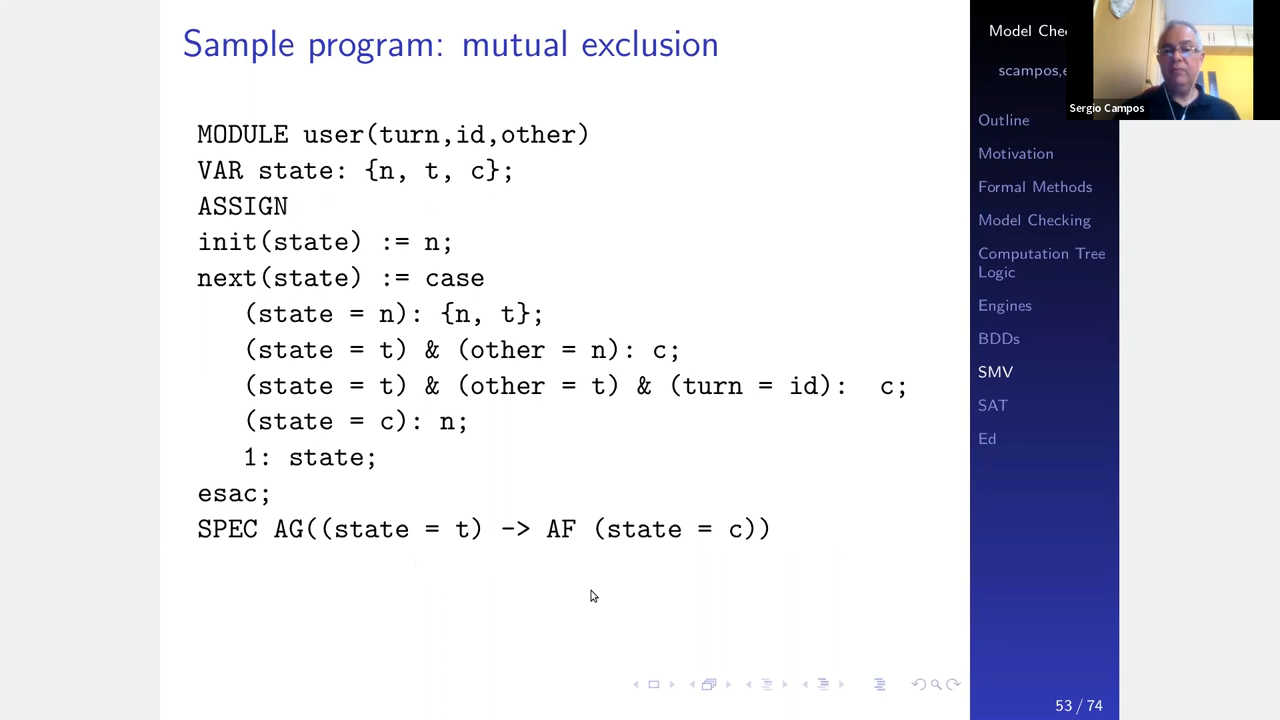 Sample program: mutual exclusion
MODULE user(turn,id,other)
VAR state: {n, t, c};
ASSIGN
init(state) := n;
next(state) := case
(state = n): {n, t};
(state = t) & (other = n): c;
(state = t) & (other = t) & (turn = id): c;
(state = c): n;
1: state;
esac;
SPEC AG((state = t) -> AF (state = c))
Model Che
scampos,e
Sergio Campos
Outline
Motivation
Formal Methods
Model Checking
Computation Tree
Logic
Engines
BDDs
SMV
SAT
Ed
53 / 74